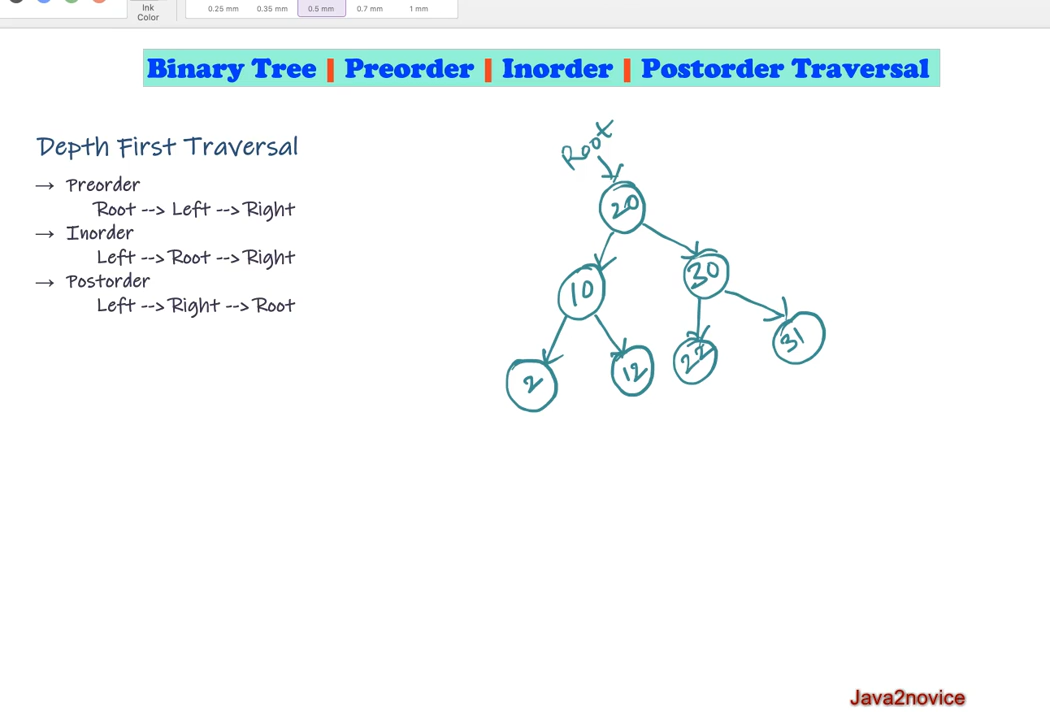 Ink
Color
0.25 mm 0.35 mm 0.5 mm 0.7 mm 1 mm
Binary Tree | Preorder | Inorder | Postorder Traversal
Depth First Traversal
→ Preorder
Root --> Left --> Right
→ Inorder
Left --> Root --> Right
→ Postorder
Left --> Right --> Root
Root
20
10
30
2
12
31
Java2novice